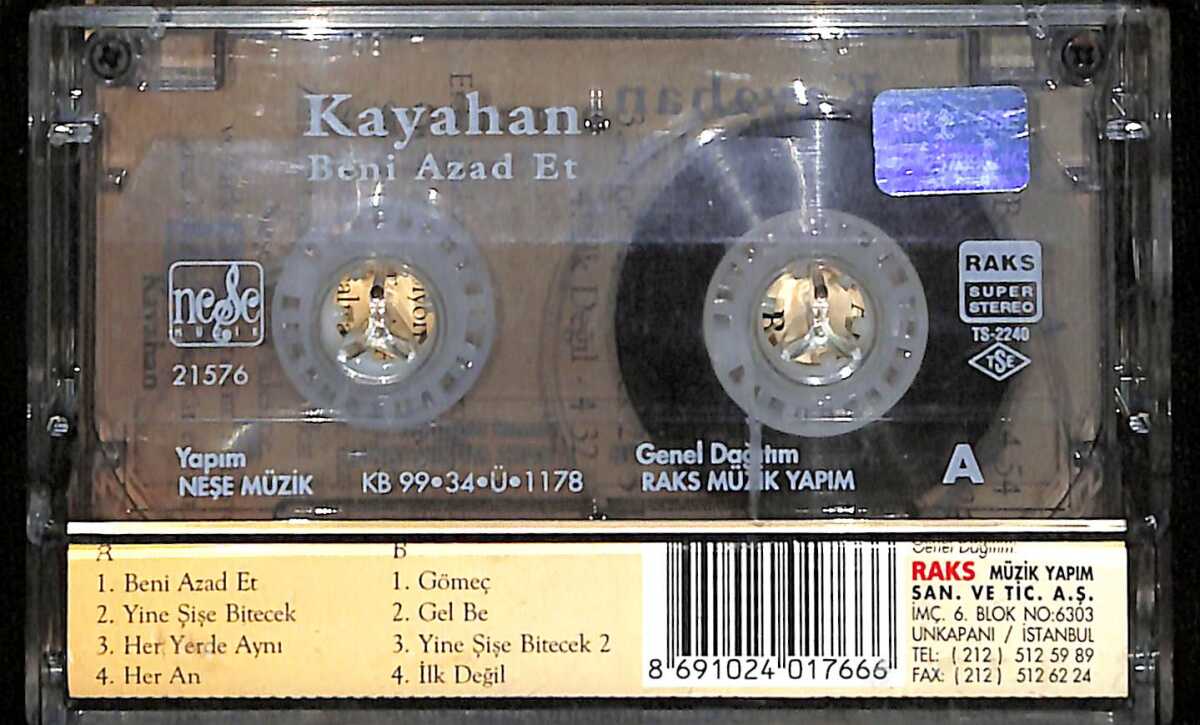 Kayahan
Beni Azad Et
neşe
MUZIK
21576
RAKS
SUPER
STEREO
TS-2240
TSE
Yapım
NEŞE MÜZİK
KB 99•34•Ü•1178
Genel Dağıtım
RAKS MÜZİK YAPIM
A
A
1. Beni Azad Et
2. Yine Şişe Bitecek
3. Her Yerde Aynı
4. Her An
B
1. Gömeç
2. Gel Be
3. Yine Şişe Bitecek 2
4. İlk Değil
8 691024 017666
Genel Dağıtım:
RAKS MÜZİK YAPIM
SAN. VE TİC. A.Ş.
İMÇ. 6. BLOK NO:6303
UNKAPANI / İSTANBUL
TEL: (212) 512 59 89
FAX: (212) 512 62 24